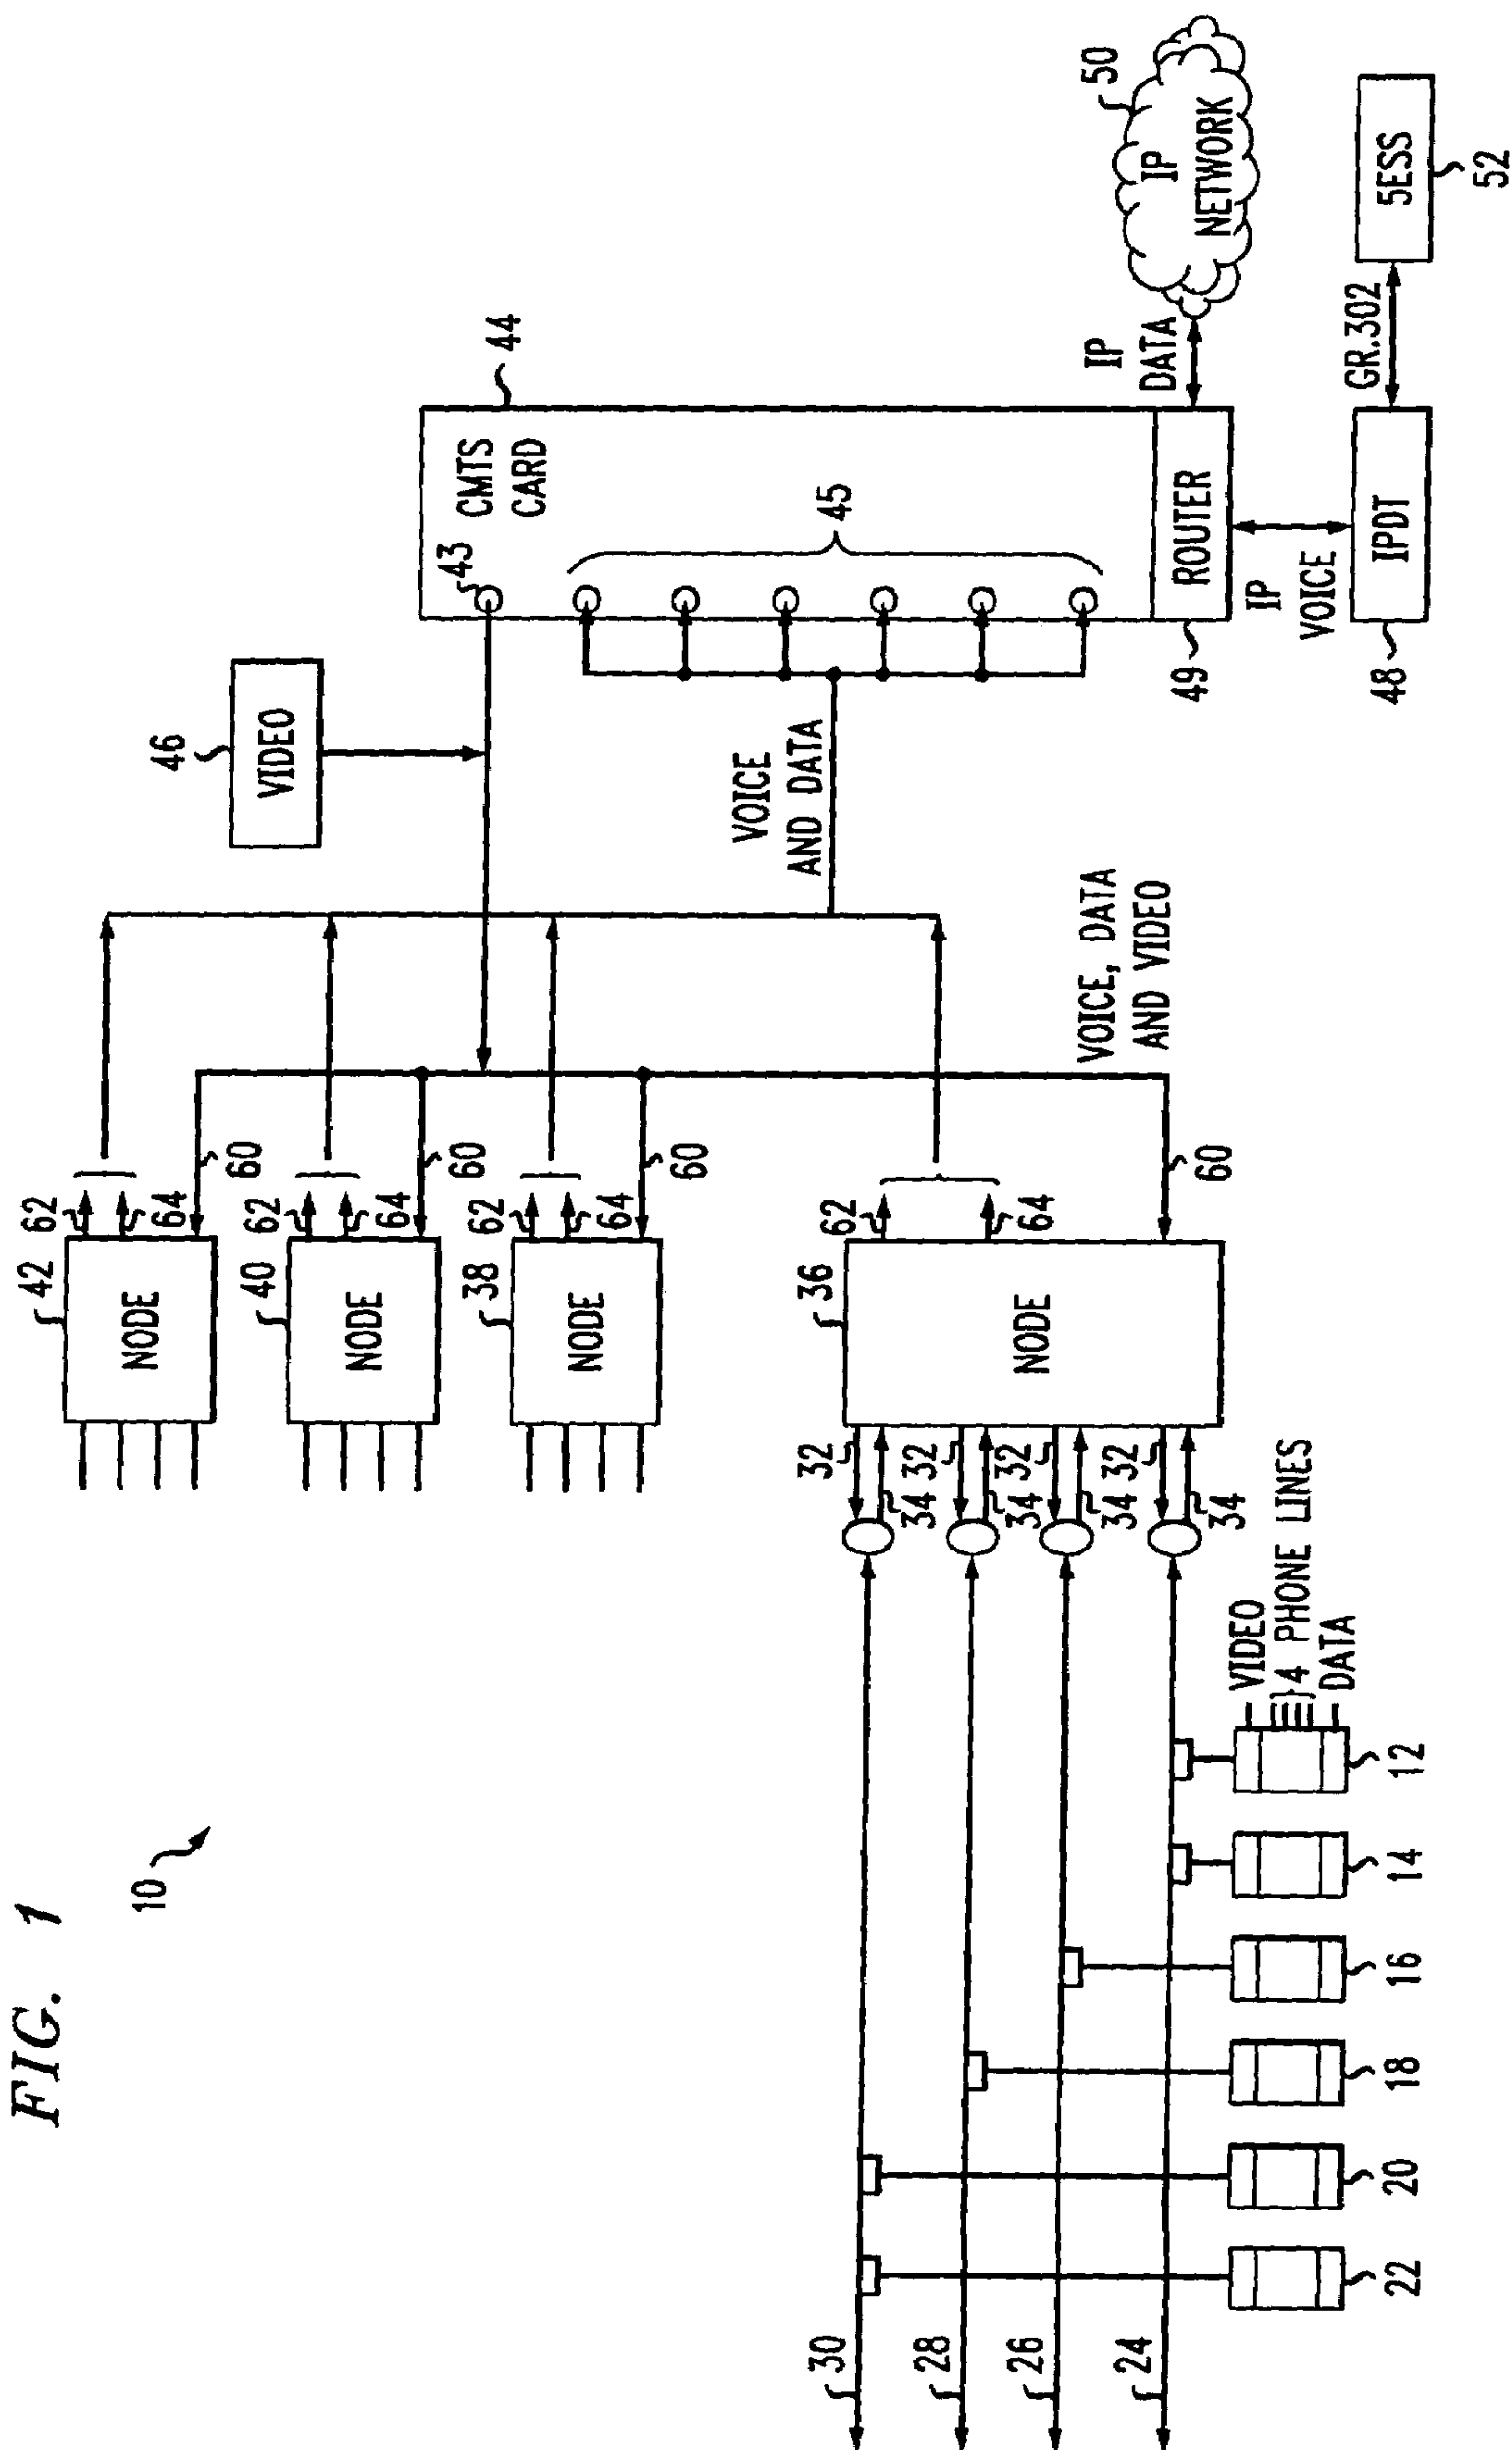 FIG. 1
10
42
NODE
62
64
60
40
NODE
62
64
60
38
NODE
62
64
60
36
NODE
62
64
60
46
VIDEO
43
CMTS
CARD
44
45
VOICE
AND DATA
VOICE, DATA
AND VIDEO
ROUTER
49
IP
DATA
50
IP
NETWORK
IP
VOICE
IPDT
48
GR.302
5ESS
52
32
34
32
34
32
34
32
34
30
28
26
24
VIDEO
4 PHONE LINES
DATA
22
20
18
16
14
12